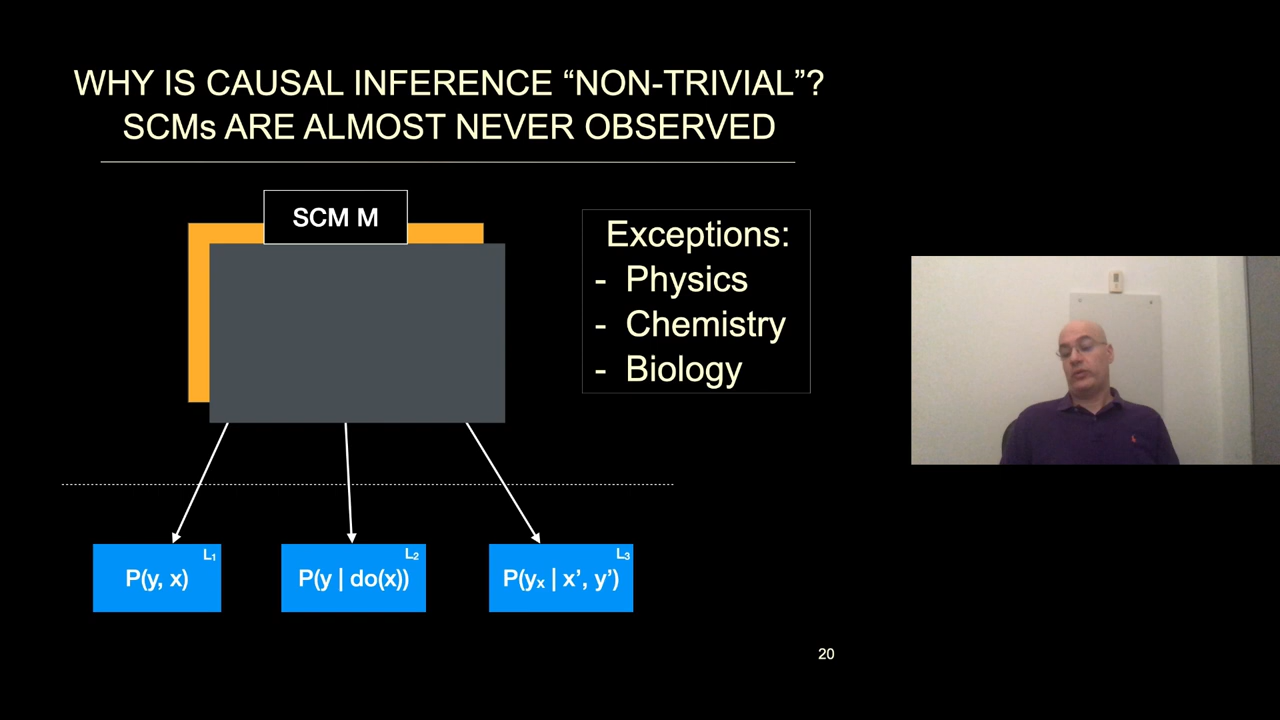 WHY IS CAUSAL INFERENCE “NON-TRIVIAL”?
SCMs ARE ALMOST NEVER OBSERVED
SCM M
Exceptions:
- Physics
- Chemistry
- Biology
L₁
P(y, x)
L₂
P(y | do(x))
L₃
P(yₓ | x’, y’)
20